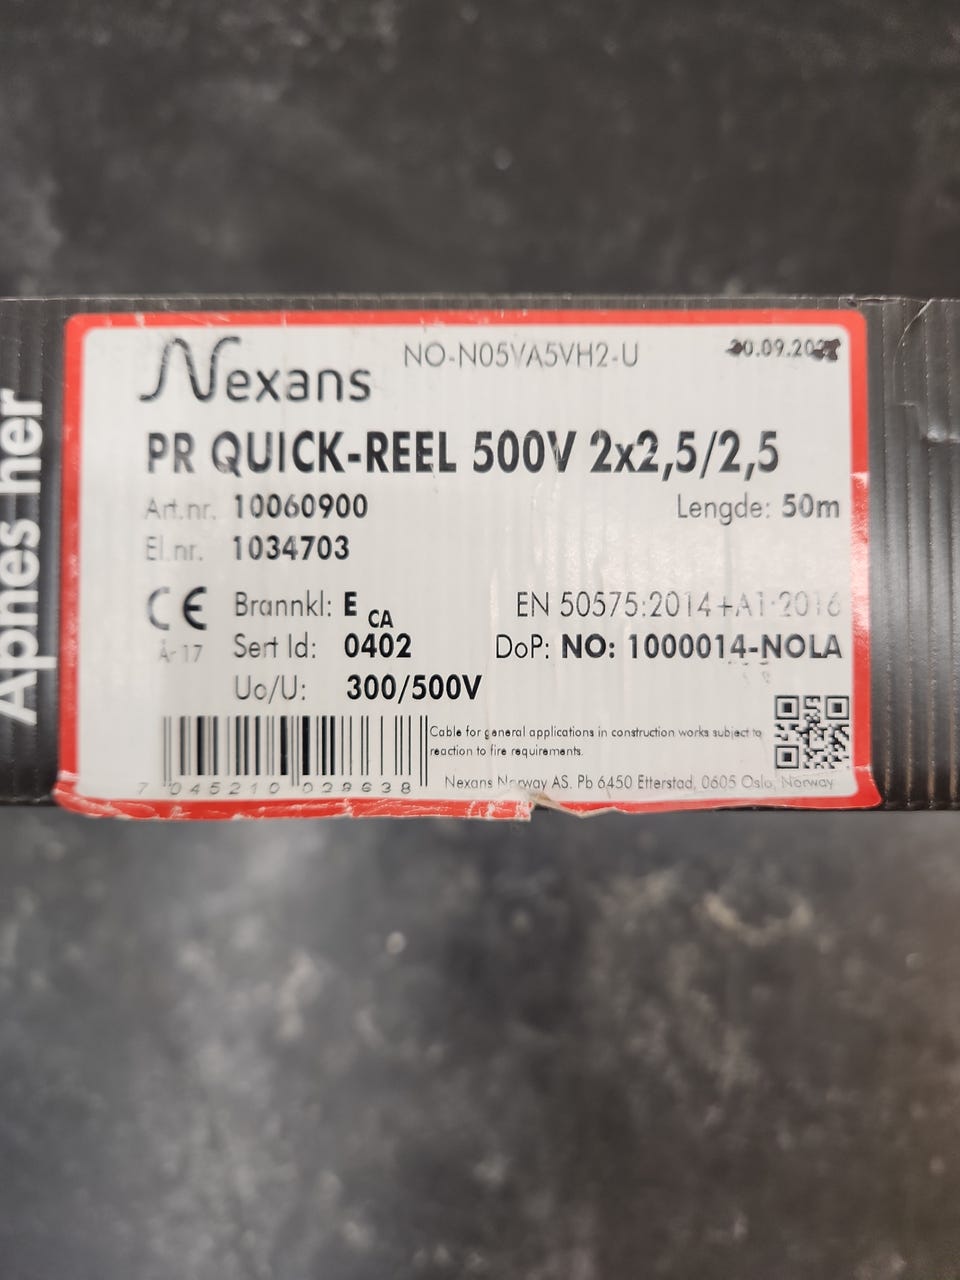 Åpnes her
Nexans
NO-N05VA5VH2-U
PR QUICK-REEL 500V 2x2,5/2,5
Art.nr. 10060900
Lengde: 50m
El.nr. 1034703
CE
Brannkl: E CA
EN 50575:2014+A1:2016
Sert Id: 0402
DoP: NO: 1000014-NOLA
Uo/U: 300/500V
Cable for general applications in construction works subject to
reaction to fire requirements.
7 045210 039638
Nexans Norway AS. Pb 6450 Etterstad, 0605 Oslo, Norway